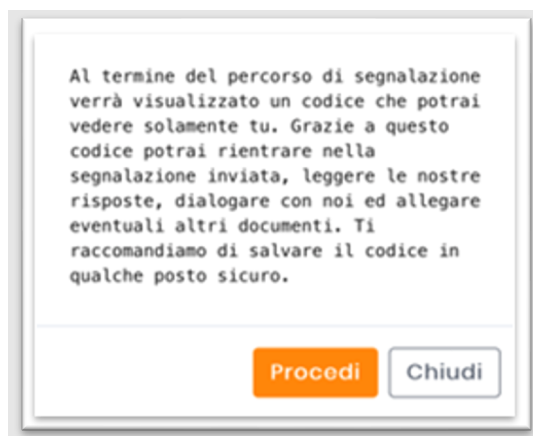 Al termine del percorso di segnalazione
verrà visualizzato un codice che potrai
vedere solamente tu. Grazie a questo
codice potrai rientrare nella
segnalazione inviata, leggere le nostre
risposte, dialogare con noi ed allegare
eventuali altri documenti. Ti
raccomandiamo di salvare il codice in
qualche posto sicuro.
Procedi Chiudi